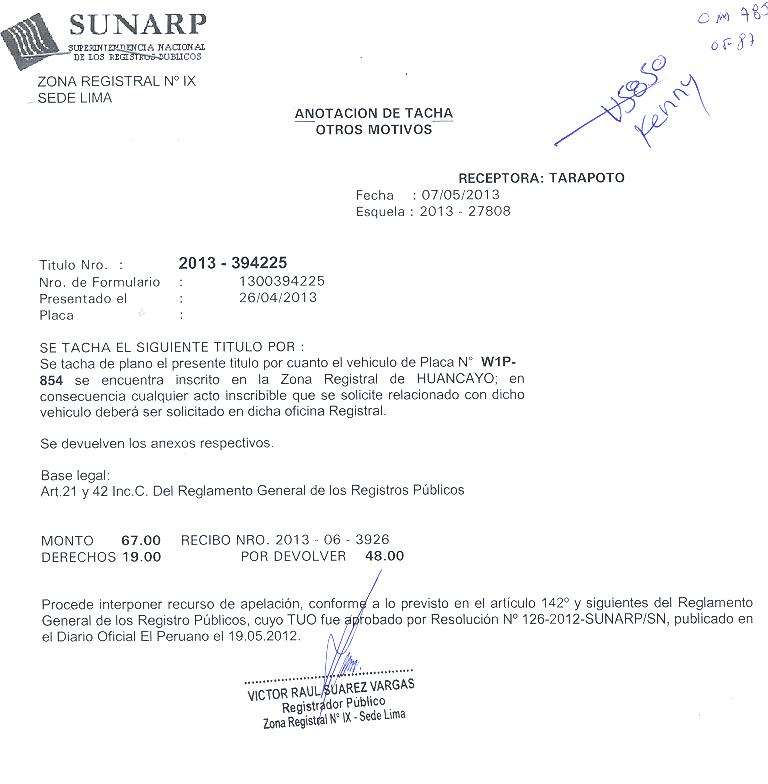 SUNARP
SUPERINTENDENCIA NACIONAL
DE LOS REGISTROS PUBLICOS
ZONA REGISTRAL Nº IX
SEDE LIMA
OM 785
OF 87
45850
Kenny
ANOTACION DE TACHA
OTROS MOTIVOS
RECEPTORA: TARAPOTO
Fecha : 07/05/2013
Esquela : 2013 - 27808
Titulo Nro. : 2013 - 394225
Nro. de Formulario : 1300394225
Presentado el : 26/04/2013
Placa :
SE TACHA EL SIGUIENTE TITULO POR :
Se tacha de plano el presente titulo por cuanto el vehiculo de Placa N° W1P-
854 se encuentra inscrito en la Zona Registral de HUANCAYO; en
consecuencia cualquier acto inscribible que se solicite relacionado con dicho
vehiculo deberá ser solicitado en dicha oficina Registral.
Se devuelven los anexos respectivos.
Base legal:
Art.21 y 42 Inc.C. Del Reglamento General de los Registros Públicos
MONTO 67.00 RECIBO NRO. 2013 - 06 - 3926
DERECHOS 19.00 POR DEVOLVER 48.00
Procede interponer recurso de apelación, conforme a lo previsto en el artículo 142º y siguientes del Reglamento
General de los Registro Públicos, cuyo TUO fue aprobado por Resolución Nº 126-2012-SUNARP/SN, publicado en
el Diario Oficial El Peruano el 19.05.2012.
VICTOR RAUL SUAREZ VARGAS
Registrador Público
Zona Registral N° IX - Sede Lima